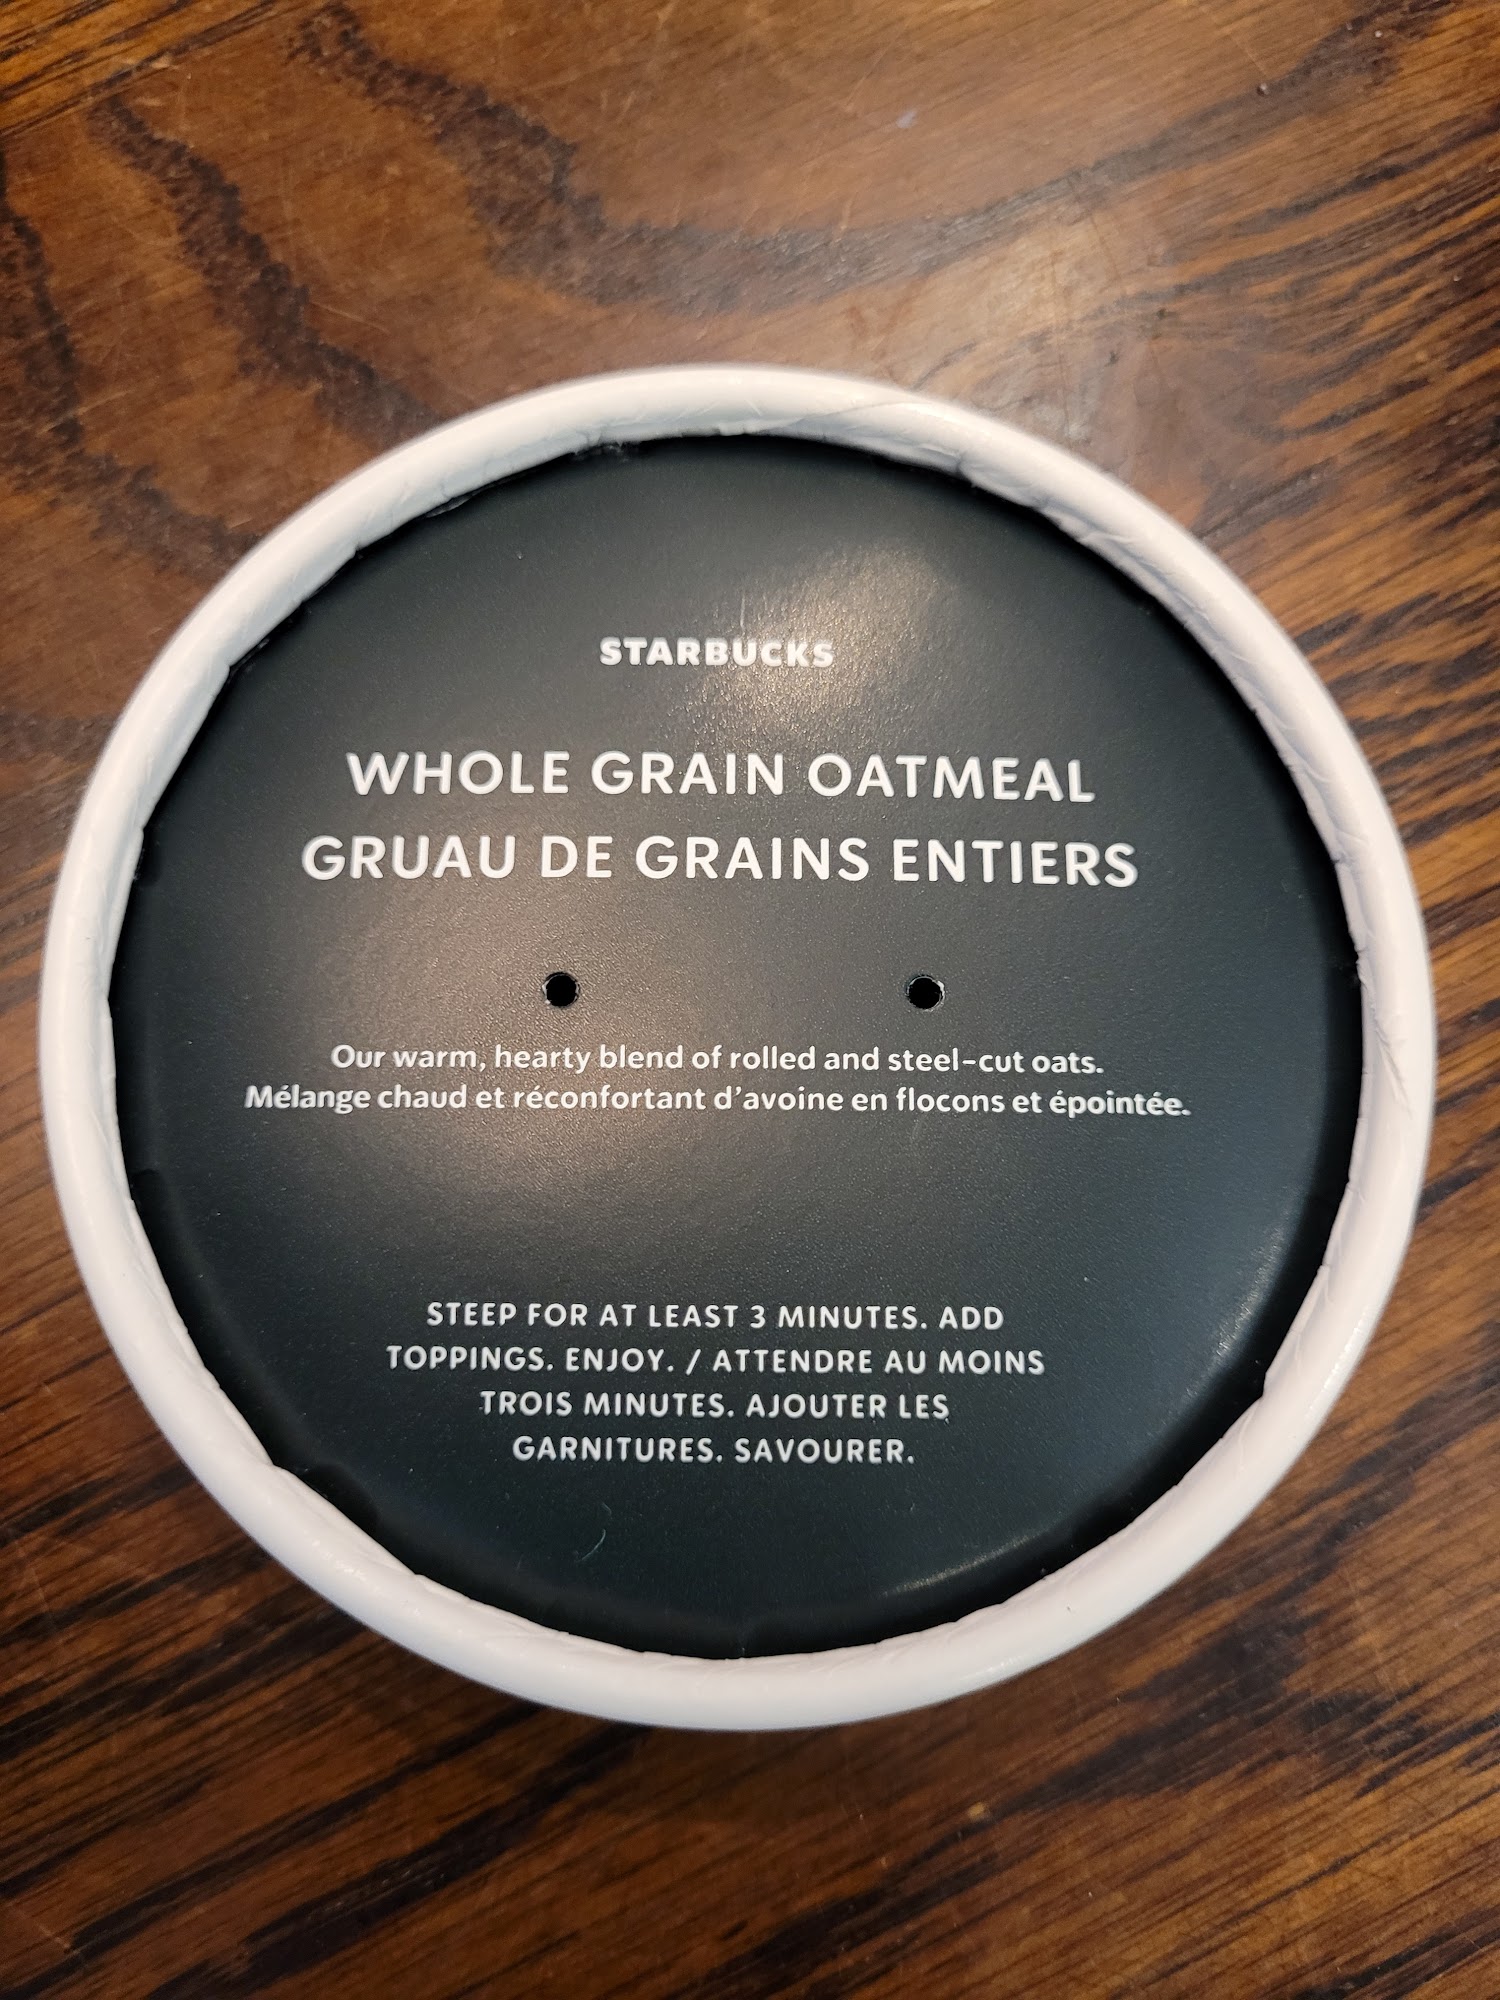 STARBUCKS
WHOLE GRAIN OATMEAL
GRUAU DE GRAINS ENTIERS
Our warm, hearty blend of rolled and steel-cut oats.
Mélange chaud et réconfortant d'avoine en flocons et épointée.
STEEP FOR AT LEAST 3 MINUTES. ADD
TOPPINGS. ENJOY. / ATTENDRE AU MOINS
TROIS MINUTES. AJOUTER LES
GARNITURES. SAVOURER.